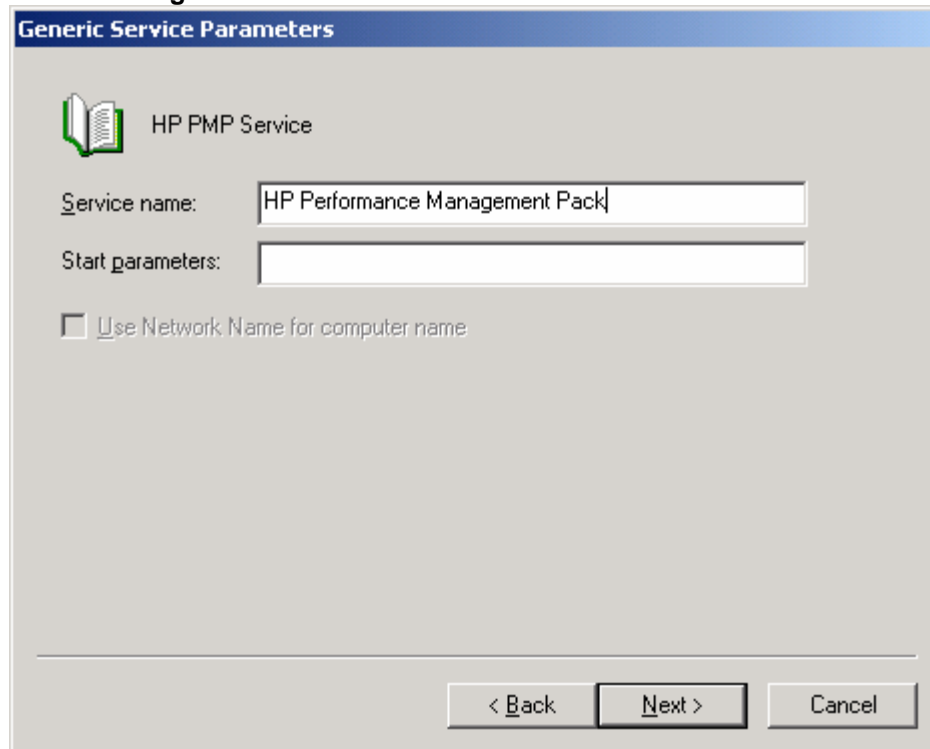 Generic Service Parameters
HP PMP Service
Service name: HP Performance Management Pack
Start parameters:
Use Network Name for computer name
< Back Next > Cancel